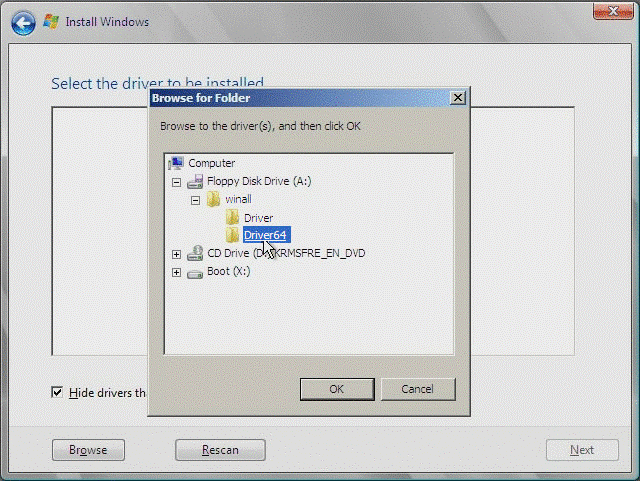 Install Windows
Select the driver to be installed
Browse for Folder
Browse to the driver(s), and then click OK
Computer
Floppy Disk Drive (A:)
winall
Driver
Driver64
CD Drive (D:) KRMSFRE_EN_DVD
Boot (X:)
OK Cancel
Hide drivers tha
Browse Rescan Next